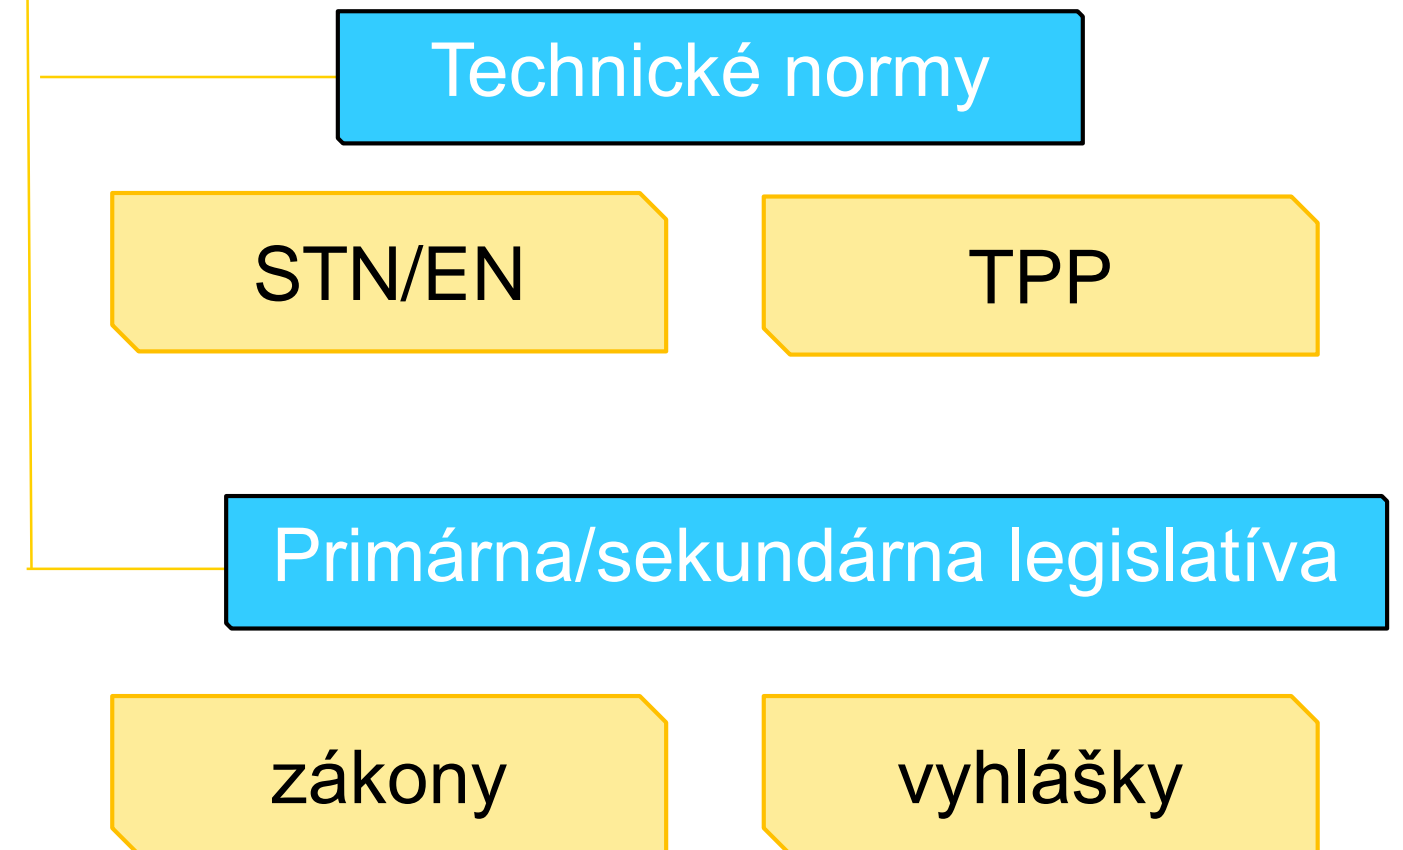 Technické normy
STN/EN
TPP
Primárna/sekundárna legislatíva
zákony
vyhlášky